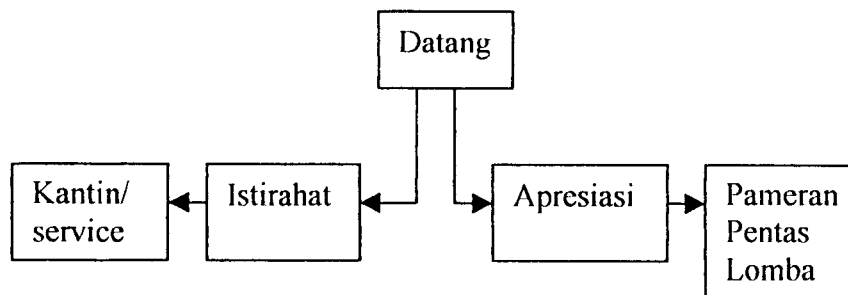 Datang
Kantin/
service
Istirahat
Apresiasi
Pameran
Pentas
Lomba